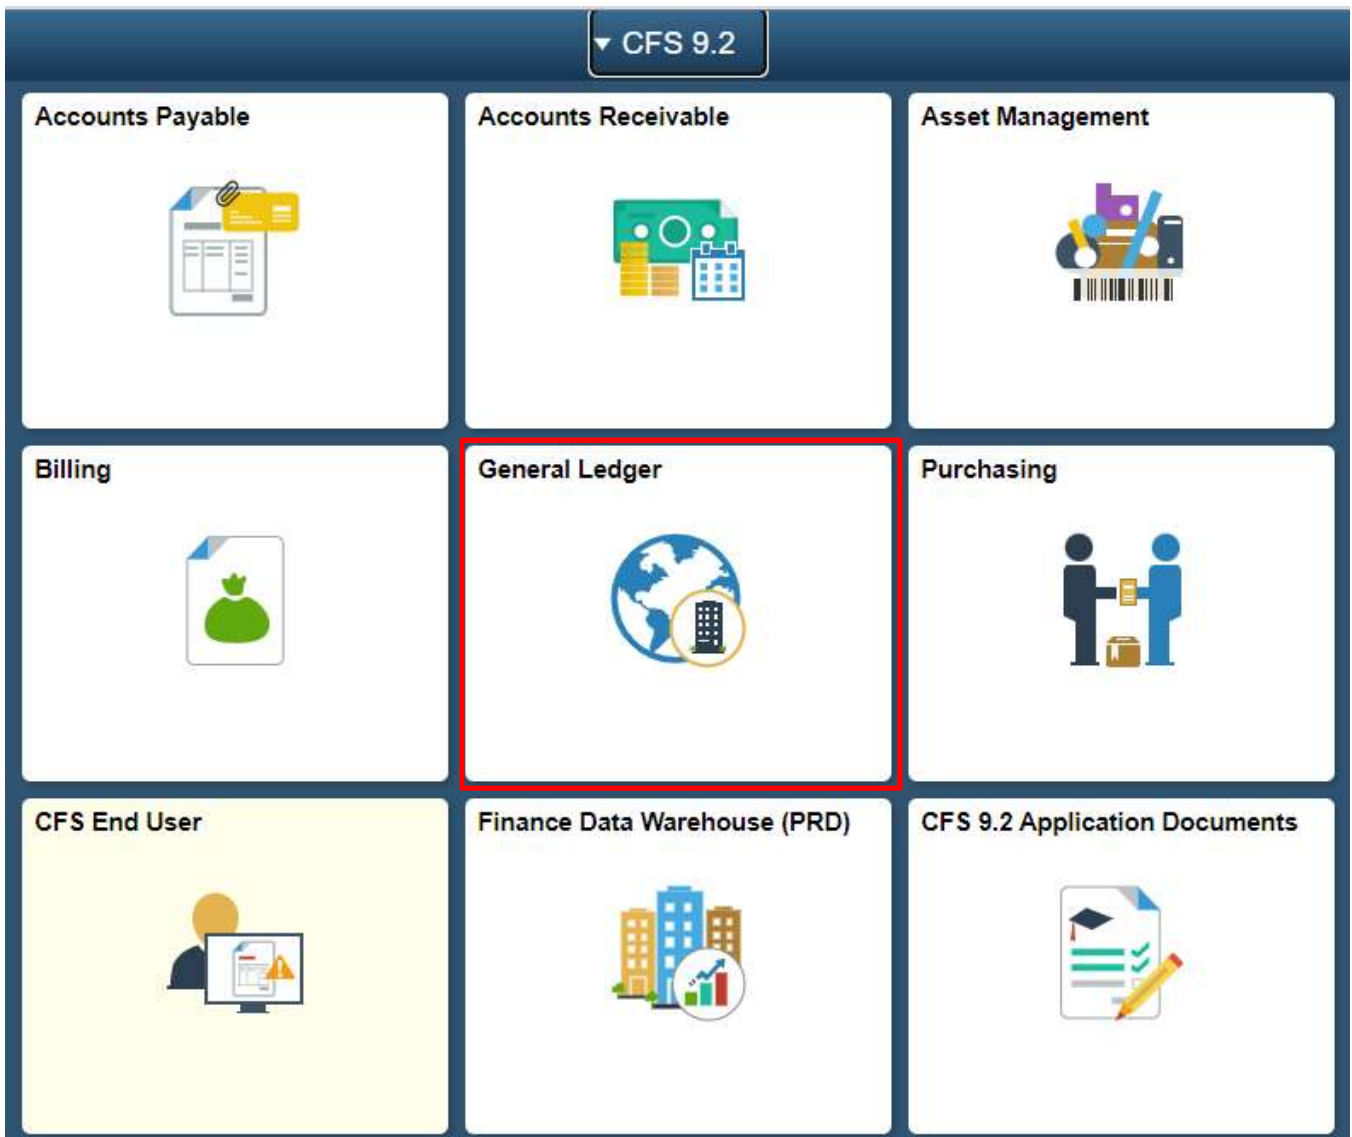 CFS 9.2
Accounts Payable
Accounts Receivable
Asset Management
Billing
General Ledger
Purchasing
CFS End User
Finance Data Warehouse (PRD)
CFS 9.2 Application Documents